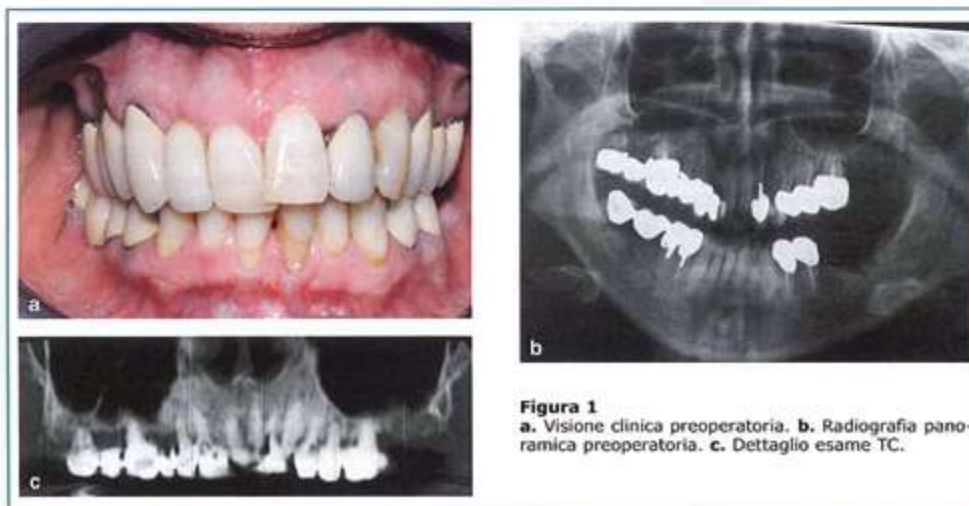 a
b
c
Figura 1
a. Visione clinica preoperatoria. b. Radiografia pano-
ramica preoperatoria. c. Dettaglio esame TC.